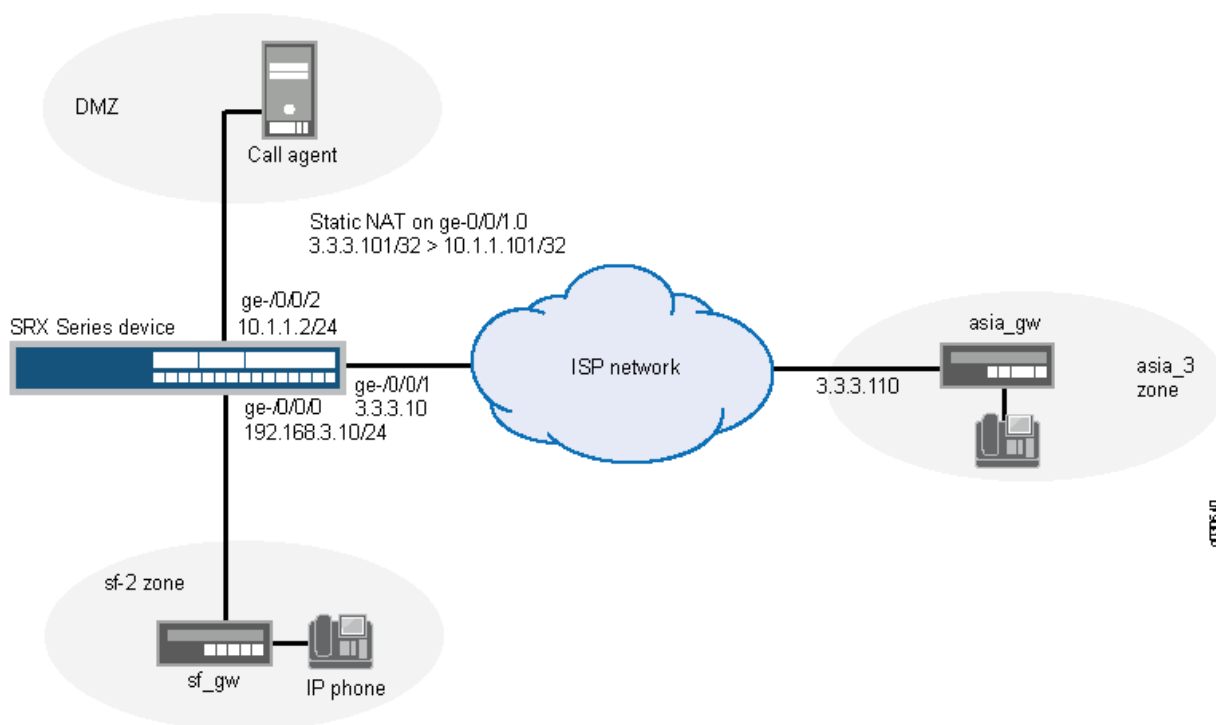 DMZ
Call agent
Static NAT on ge-0/0/1.0
3.3.3.101/32 > 10.1.1.101/32
ge-/0/0/2
10.1.1.2/24
SRX Series device
ge-/0/0/1
3.3.3.10
ge-/0/0/0
192.168.3.10/24
ISP network
3.3.3.110
asia_gw
asia_3
zone
sf-2 zone
sf_gw
IP phone